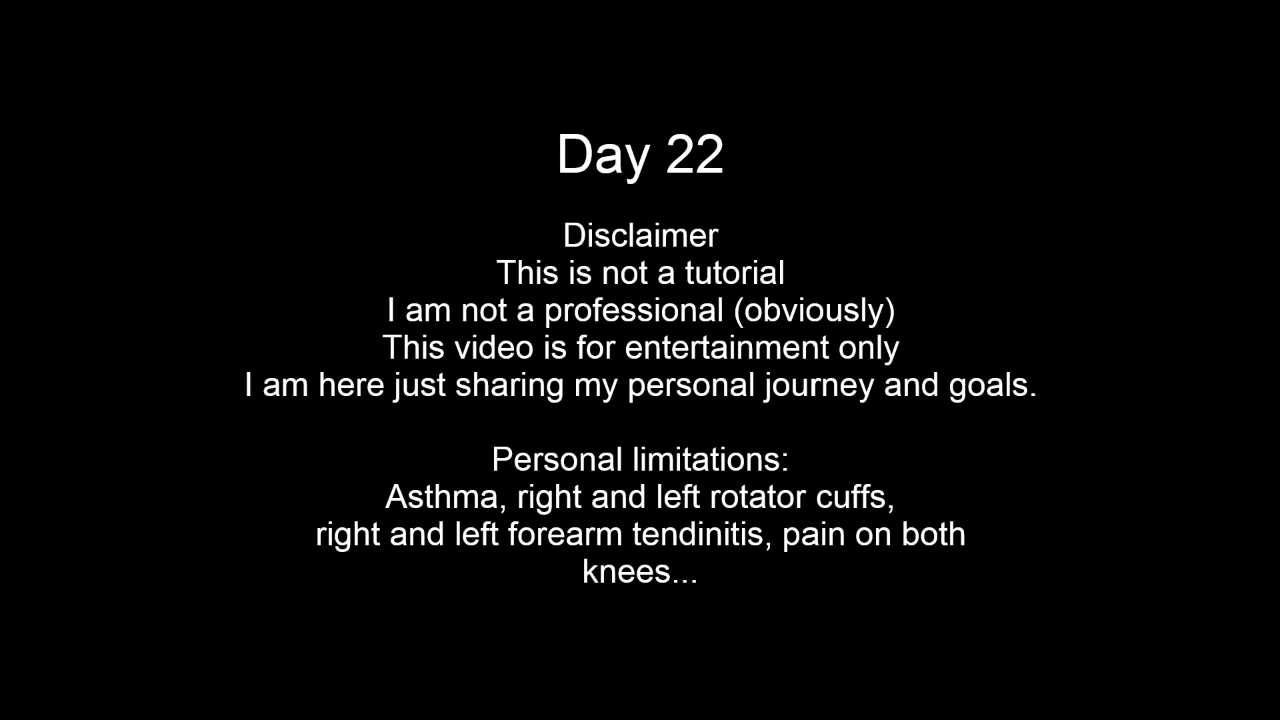 Day 22
Disclaimer
This is not a tutorial
I am not a professional (obviously)
This video is for entertainment only
I am here just sharing my personal journey and goals.
Personal limitations:
Asthma, right and left rotator cuffs,
right and left forearm tendinitis, pain on both
knees...